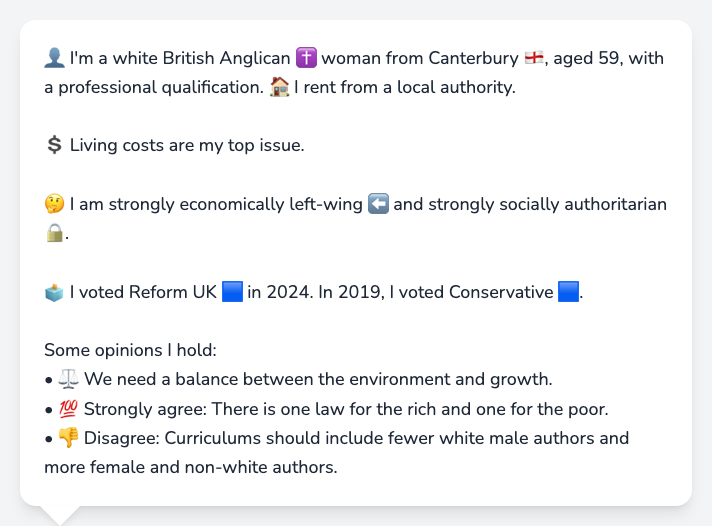 👤 I'm a white British Anglican ✝️ woman from Canterbury 🏴󠁧󠁢󠁥󠁮󠁧󠁿, aged 59, with
a professional qualification. 🏠 I rent from a local authority.
💲 Living costs are my top issue.
🤔 I am strongly economically left-wing ⬅️ and strongly socially authoritarian
🔒.
🗳️ I voted Reform UK 🟦 in 2024. In 2019, I voted Conservative 🟦.
Some opinions I hold:
• ⚖️ We need a balance between the environment and growth.
• 💯 Strongly agree: There is one law for the rich and one for the poor.
• 👎 Disagree: Curriculums should include fewer white male authors and
more female and non-white authors.